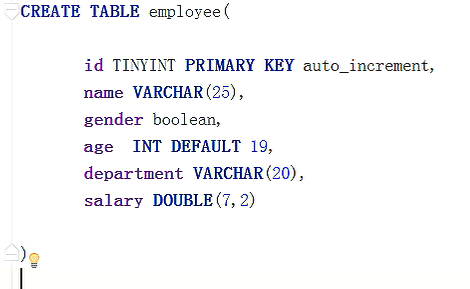 CREATE TABLE employee(
id TINYINT PRIMARY KEY auto_increment,
name VARCHAR(25),
gender boolean,
age INT DEFAULT 19,
department VARCHAR(20),
salary DOUBLE(7,2)
)